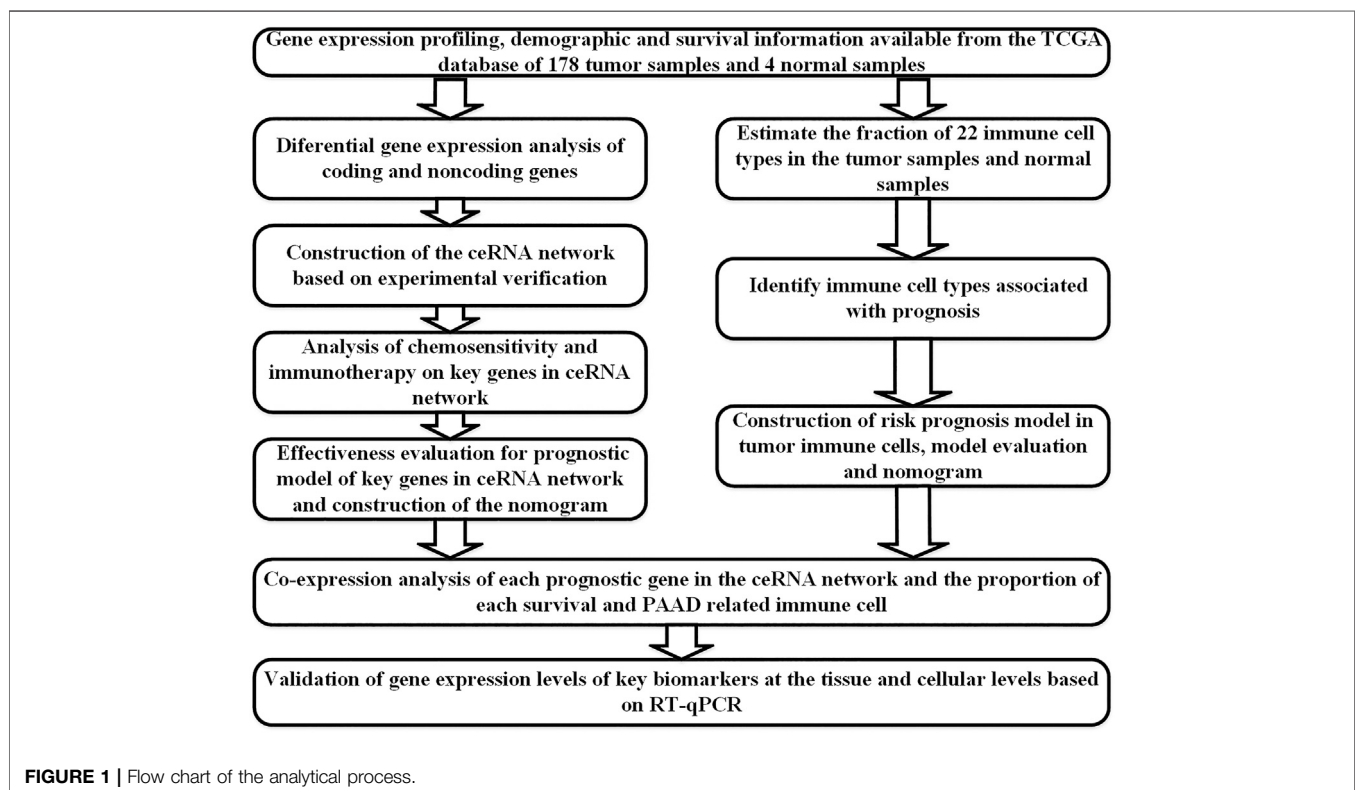 Gene expression profiling, demographic and survival information available from the TCGA
database of 178 tumor samples and 4 normal samples
Diferential gene expression analysis of
coding and noncoding genes
Construction of the ceRNA network
based on experimental verification
Analysis of chemosensitivity and
immunotherapy on key genes in ceRNA
network
Effectiveness evaluation for prognostic
model of key genes in ceRNA network
and construction of the nomogram
Estimate the fraction of 22 immune cell
types in the tumor samples and normal
samples
Identify immune cell types associated
with prognosis
Construction of risk prognosis model in
tumor immune cells, model evaluation
and nomogram
Co-expression analysis of each prognostic gene in the ceRNA network and the proportion of
each survival and PAAD related immune cell
Validation of gene expression levels of key biomarkers at the tissue and cellular levels based
on RT-qPCR
FIGURE 1 | Flow chart of the analytical process.